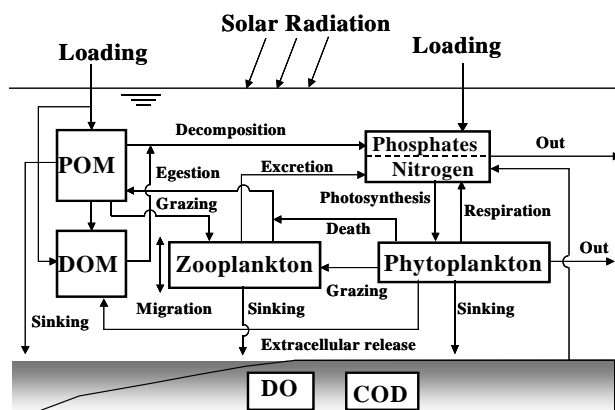 Solar Radiation
Loading
Loading
Decomposition
Phosphates
Nitrogen
Out
POM
Egestion
Excretion
Photosynthesis
Grazing
Respiration
Death
DOM
Zooplankton
Phytoplankton
Out
Grazing
Migration
Sinking
Sinking
Sinking
Extracellular release
DO
COD